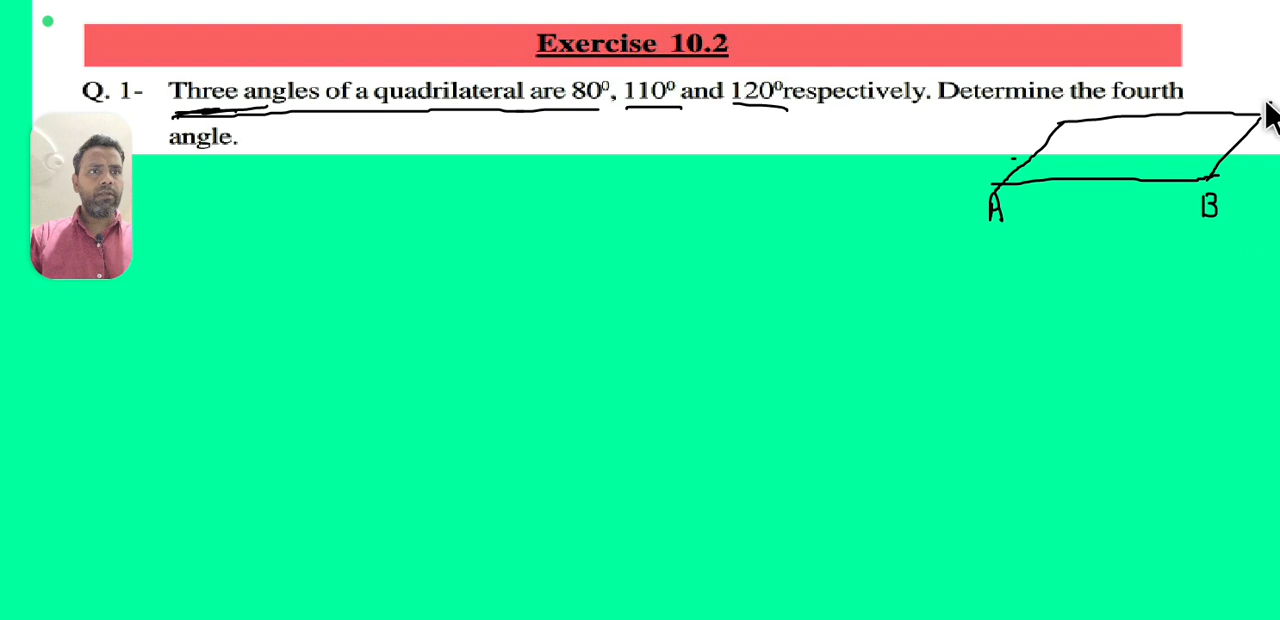 Exercise 10.2
Q. 1- Three angles of a quadrilateral are 80⁰, 110⁰ and 120⁰respectively. Determine the fourth
angle.
A B